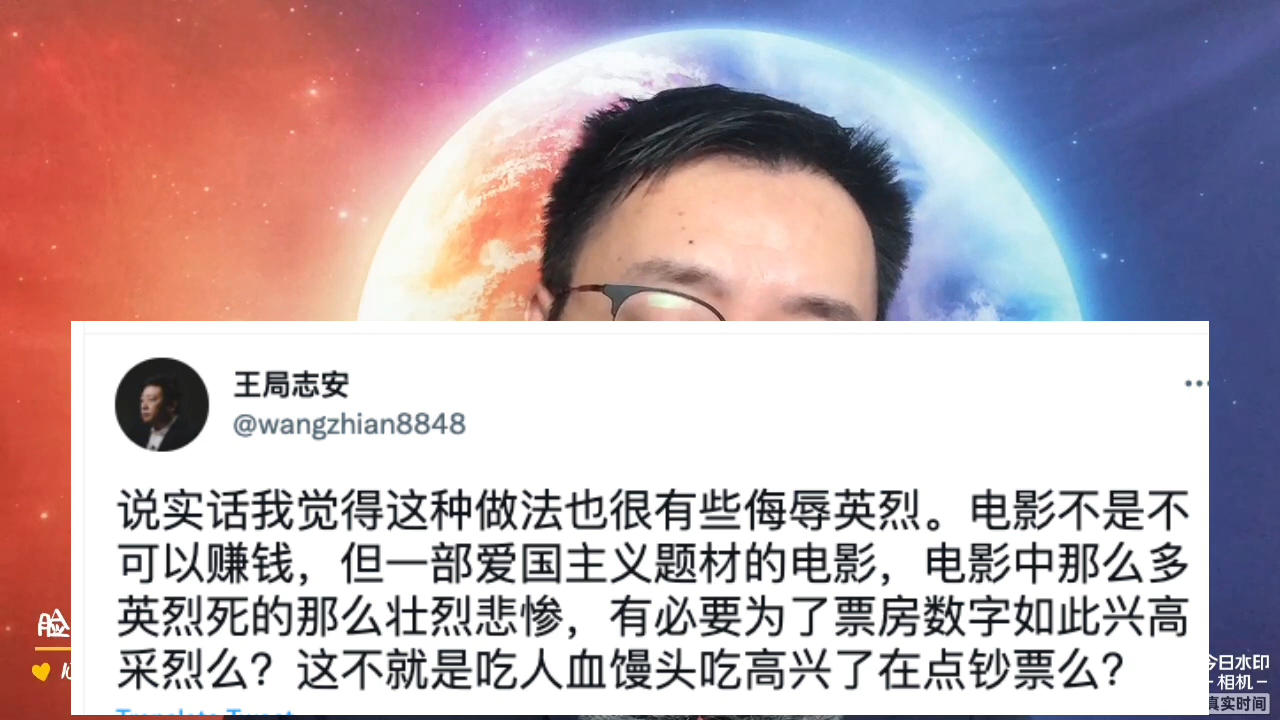 王局志安
@wangzhian8848
说实话我觉得这种做法也很有些侮辱英烈。电影不是不
可以赚钱，但一部爱国主义题材的电影，电影中那么多
英烈死的那么壮烈悲惨，有必要为了票房数字如此兴高
采烈么？这不就是吃人血馒头吃高兴了在点钞票么？
Translate Tweet
脸
今日水印
相机
真实时间